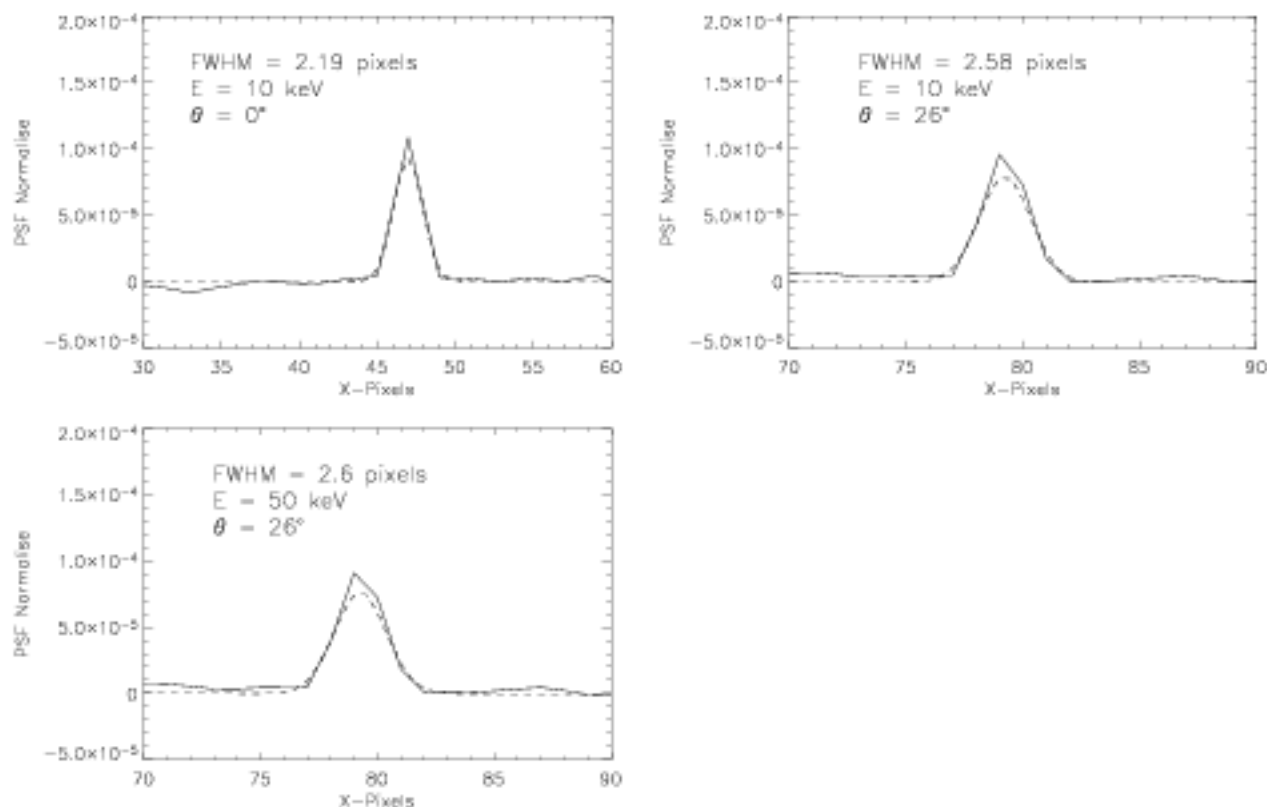 2.0×10⁻⁴
1.5×10⁻⁴
1.0×10⁻⁴
5.0×10⁻⁵
0
−5.0×10⁻⁵
PSF Normalise
FWHM = 2.19 pixels
E = 10 keV
θ = 0°
30 35 40 45 50 55 60
X−Pixels
2.0×10⁻⁴
1.5×10⁻⁴
1.0×10⁻⁴
5.0×10⁻⁵
0
−5.0×10⁻⁵
PSF Normalise
FWHM = 2.58 pixels
E = 10 keV
θ = 26°
70 75 80 85 90
X−Pixels
2.0×10⁻⁴
1.5×10⁻⁴
1.0×10⁻⁴
5.0×10⁻⁵
0
−5.0×10⁻⁵
PSF Normalise
FWHM = 2.6 pixels
E = 50 keV
θ = 26°
70 75 80 85 90
X−Pixels